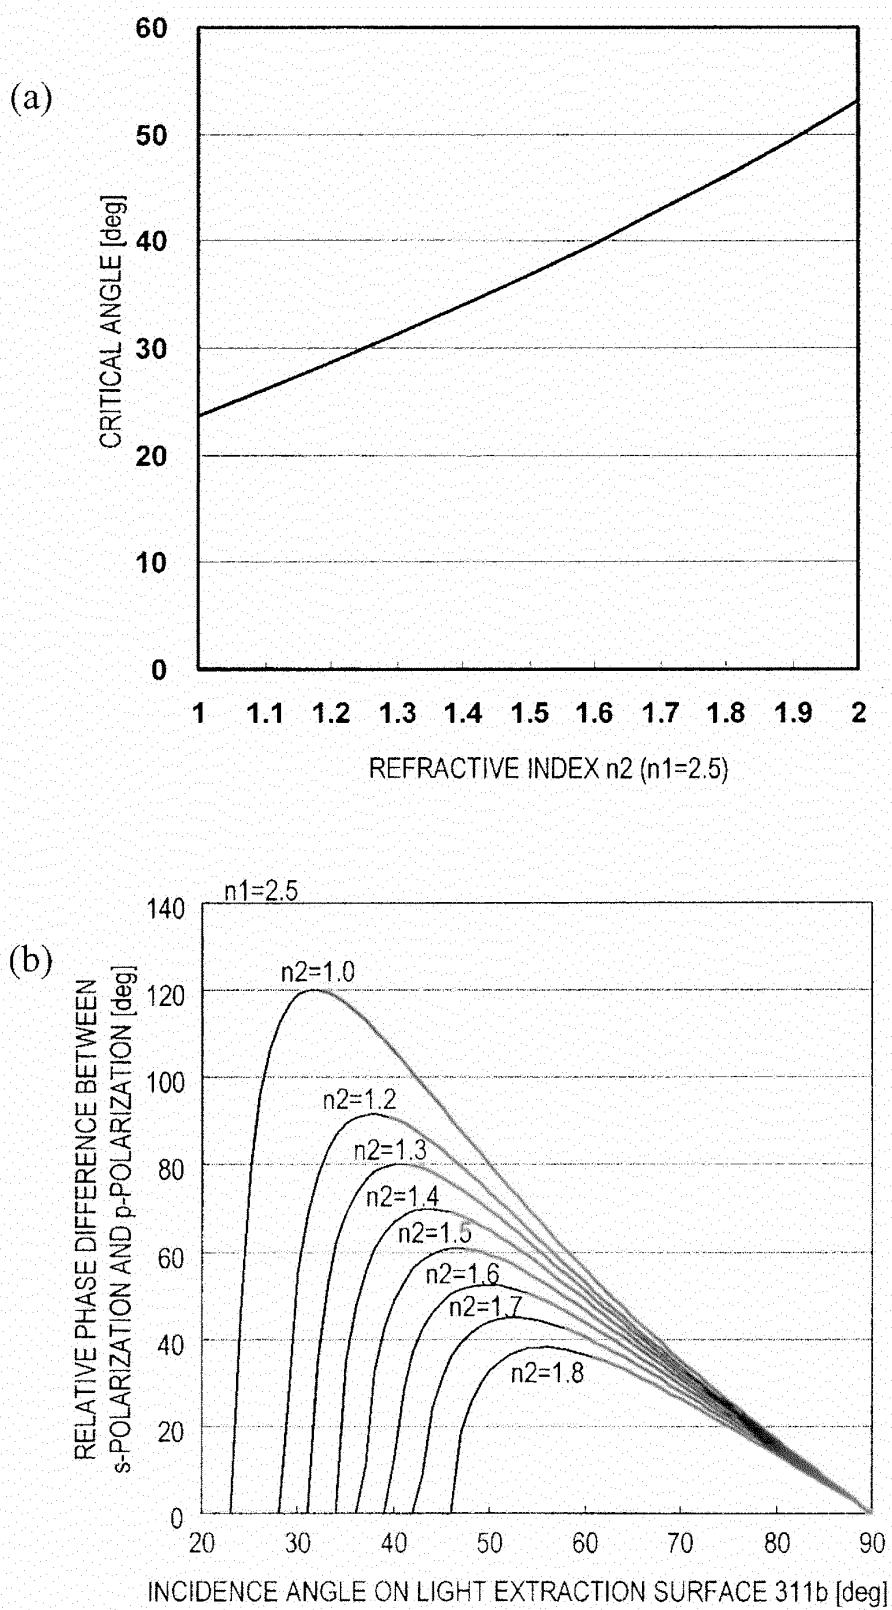 (a)
60
50
40
30
20
10
0
CRITICAL ANGLE [deg]
1 1.1 1.2 1.3 1.4 1.5 1.6 1.7 1.8 1.9 2
REFRACTIVE INDEX n2 (n1=2.5)
(b)
n1=2.5
140
120
100
80
60
40
20
0
RELATIVE PHASE DIFFERENCE BETWEEN
s-POLARIZATION AND p-POLARIZATION [deg]
n2=1.0
n2=1.2
n2=1.3
n2=1.4
n2=1.5
n2=1.6
n2=1.7
n2=1.8
20 30 40 50 60 70 80 90
INCIDENCE ANGLE ON LIGHT EXTRACTION SURFACE 311b [deg]